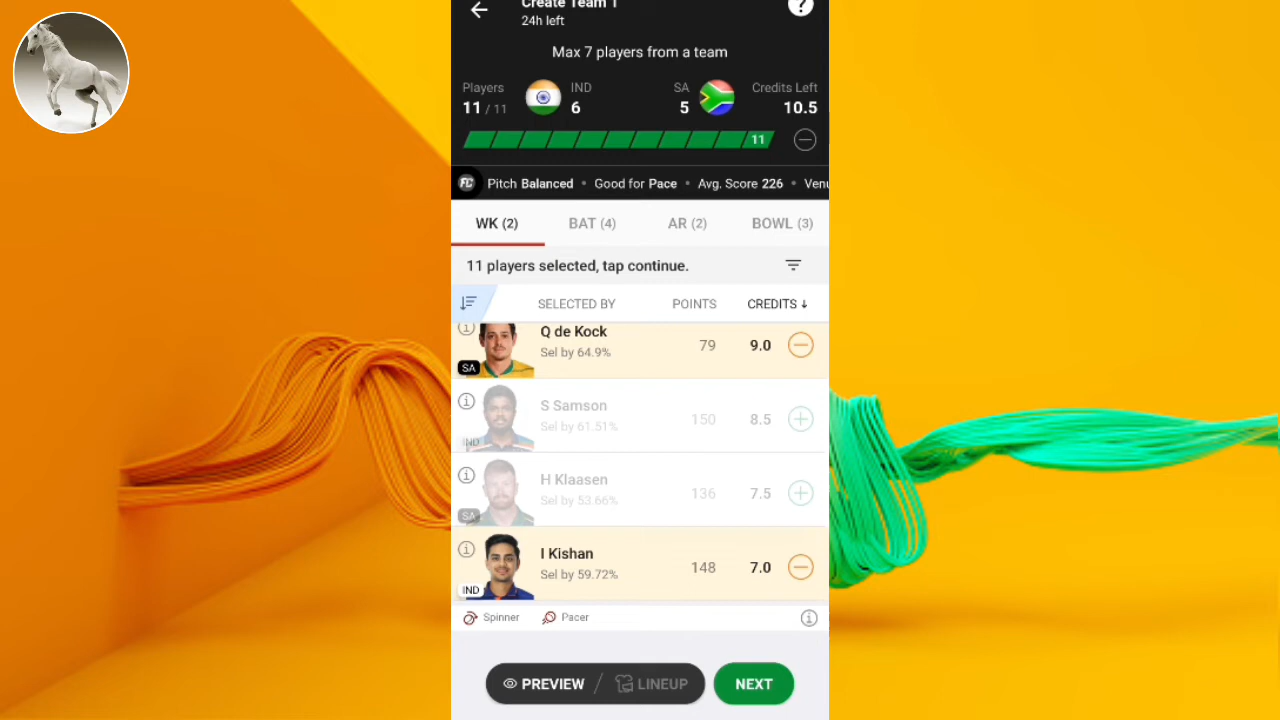 Create Team 1
24h left
Max 7 players from a team
Players
11 / 11
IND
6
SA
5
Credits Left
10.5
11
FC Pitch Balanced • Good for Pace • Avg. Score 226 • Venu
WK (2) BAT (4) AR (2) BOWL (3)
11 players selected, tap continue.
SELECTED BY POINTS CREDITS ↓
Q de Kock
Sel by 64.9%
79 9.0
SA
S Samson
Sel by 61.51%
150 8.5
IND
H Klaasen
Sel by 53.66%
136 7.5
SA
I Kishan
Sel by 59.72%
148 7.0
IND
Spinner Pacer
PREVIEW / LINEUP NEXT